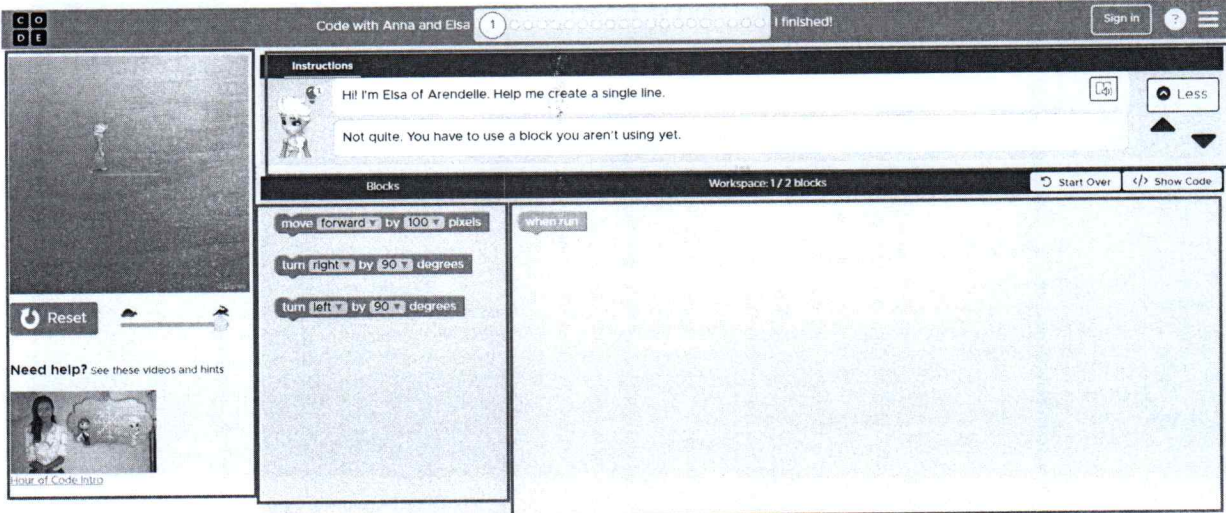 C O
D E
Code with Anna and Elsa 1 I finished!
Sign in
?
Instructions
Hi! I'm Elsa of Arendelle. Help me create a single line.
Not quite. You have to use a block you aren't using yet.
Less
Blocks
Workspace: 1 / 2 blocks
Start Over
</> Show Code
move forward by 100 pixels
turn right by 90 degrees
turn left by 90 degrees
when run
Reset
Need help? See these videos and hints
Hour of Code Intro